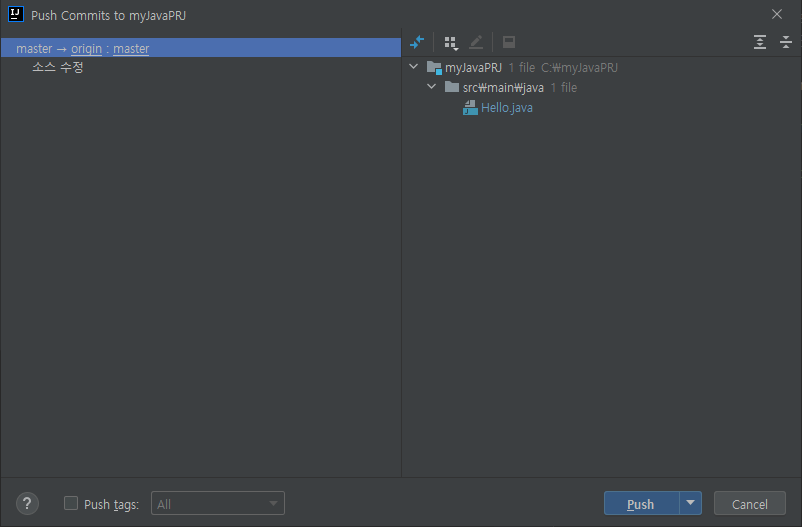 Push Commits to myJavaPRJ
master → origin : master
소스 수정
myJavaPRJ 1 file C:₩myJavaPRJ
src₩main₩java 1 file
Hello.java
? Push tags: All
Push Cancel